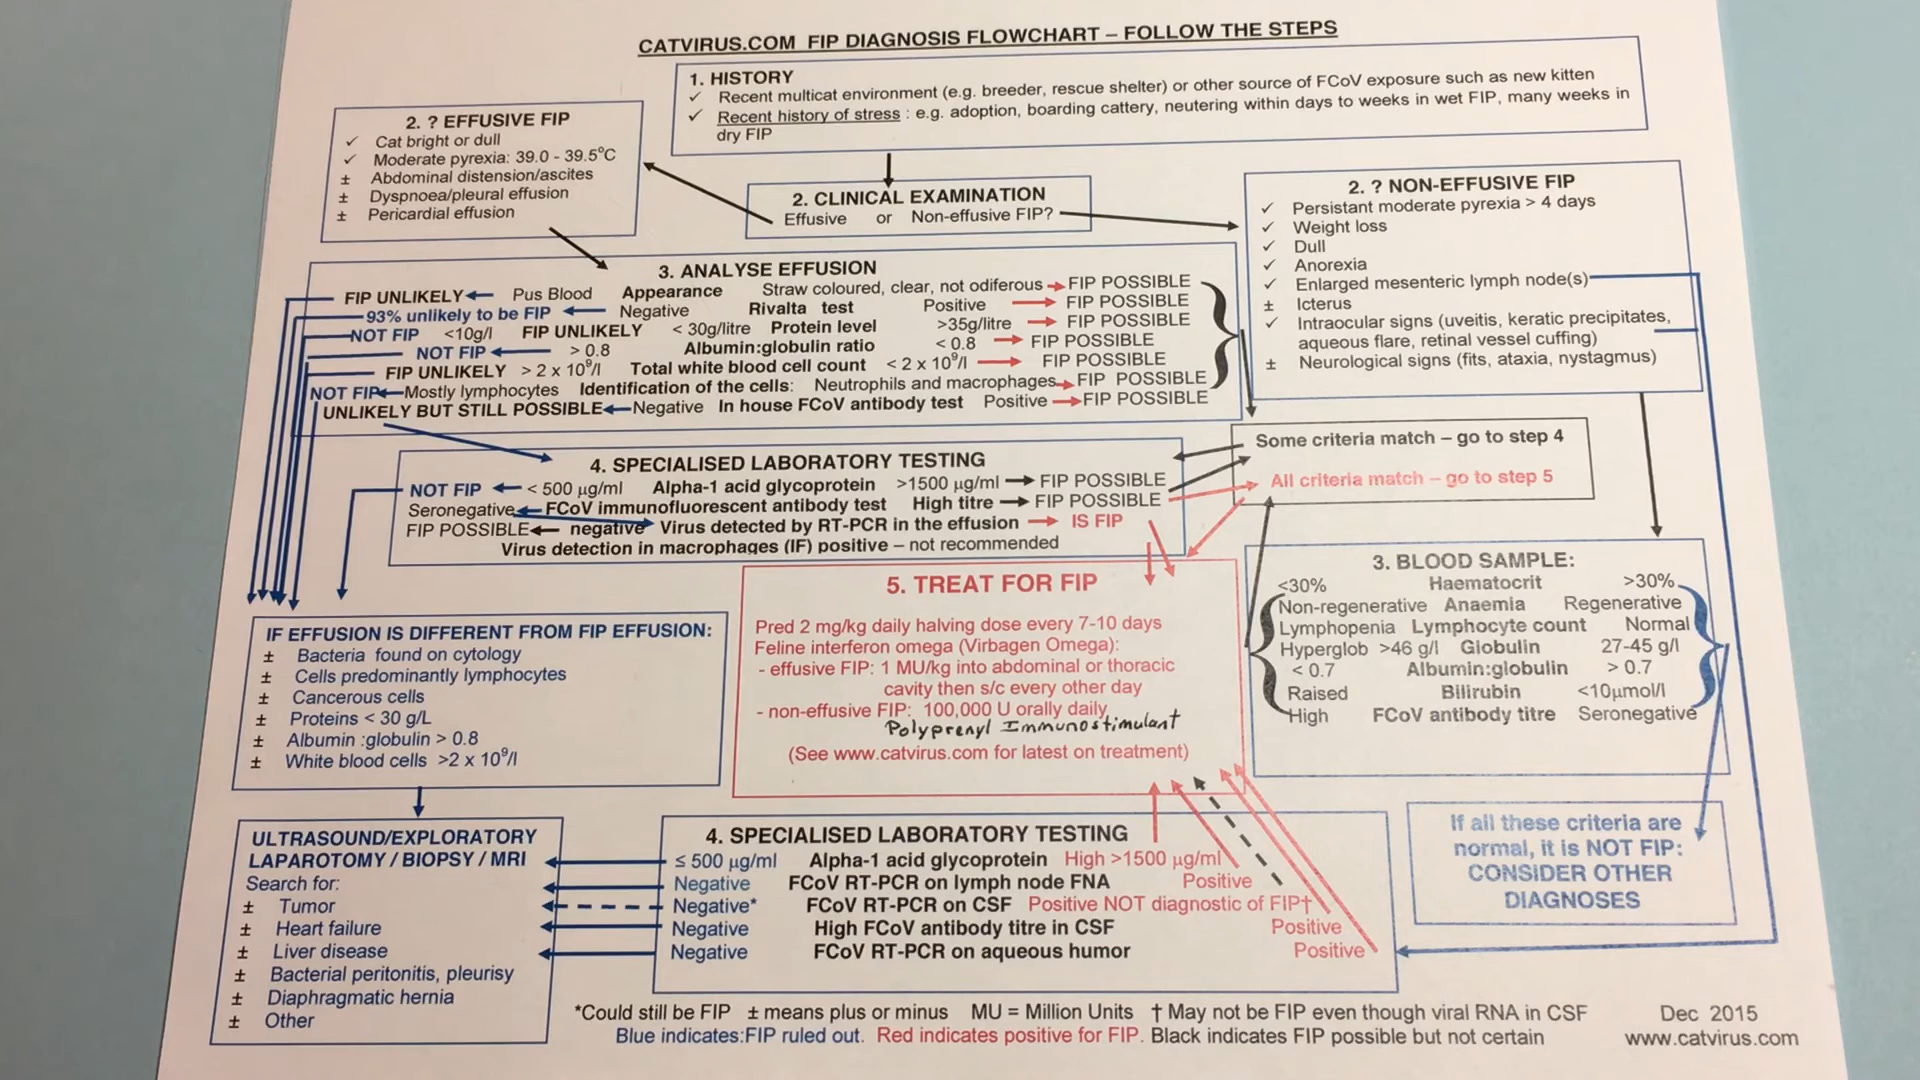 CATVIRUS.COM FIP DIAGNOSIS FLOWCHART – FOLLOW THE STEPS
1. HISTORY
✓ Recent multicat environment (e.g. breeder, rescue shelter) or other source of FCoV exposure such as new kitten
✓ Recent history of stress : e.g. adoption, boarding cattery, neutering within days to weeks in wet FIP, many weeks in
dry FIP
2. ? EFFUSIVE FIP
✓ Cat bright or dull
✓ Moderate pyrexia: 39.0 - 39.5°C
± Abdominal distension/ascites
± Dyspnoea/pleural effusion
± Pericardial effusion
2. CLINICAL EXAMINATION
Effusive or Non-effusive FIP?
2. ? NON-EFFUSIVE FIP
✓ Persistant moderate pyrexia > 4 days
✓ Weight loss
✓ Dull
✓ Anorexia
✓ Enlarged mesenteric lymph node(s)
± Icterus
✓ Intraocular signs (uveitis, keratic precipitates,
aqueous flare, retinal vessel cuffing)
± Neurological signs (fits, ataxia, nystagmus)
3. ANALYSE EFFUSION
FIP UNLIKELY Pus Blood Appearance Straw coloured, clear, not odiferous FIP POSSIBLE
93% unlikely to be FIP Negative Rivalta test Positive FIP POSSIBLE
NOT FIP <10g/l FIP UNLIKELY < 30g/litre Protein level >35g/litre FIP POSSIBLE
NOT FIP > 0.8 Albumin:globulin ratio < 0.8 FIP POSSIBLE
FIP UNLIKELY > 2 x 10⁹/l Total white blood cell count < 2 x 10⁹/l FIP POSSIBLE
NOT FIP Mostly lymphocytes Identification of the cells: Neutrophils and macrophages FIP POSSIBLE
UNLIKELY BUT STILL POSSIBLE Negative In house FCoV antibody test Positive FIP POSSIBLE
Some criteria match – go to step 4
All criteria match – go to step 5
4. SPECIALISED LABORATORY TESTING
NOT FIP < 500 µg/ml Alpha-1 acid glycoprotein >1500 µg/ml FIP POSSIBLE
Seronegative FCoV immunofluorescent antibody test High titre FIP POSSIBLE
FIP POSSIBLE negative Virus detected by RT-PCR in the effusion IS FIP
Virus detection in macrophages (IF) positive – not recommended
3. BLOOD SAMPLE:
<30% Haematocrit >30%
Non-regenerative Anaemia Regenerative
Lymphopenia Lymphocyte count Normal
Hyperglob >46 g/l Globulin 27-45 g/l
< 0.7 Albumin:globulin > 0.7
Raised Bilirubin <10µmol/l
High FCoV antibody titre Seronegative
5. TREAT FOR FIP
Pred 2 mg/kg daily halving dose every 7-10 days
Feline interferon omega (Virbagen Omega):
- effusive FIP: 1 MU/kg into abdominal or thoracic
cavity then s/c every other day
- non-effusive FIP: 100,000 U orally daily
Polyprenyl Immunostimulant
(See www.catvirus.com for latest on treatment)
IF EFFUSION IS DIFFERENT FROM FIP EFFUSION:
± Bacteria found on cytology
± Cells predominantly lymphocytes
± Cancerous cells
± Proteins < 30 g/L
± Albumin :globulin > 0.8
± White blood cells >2 x 10⁹/l
ULTRASOUND/EXPLORATORY
LAPAROTOMY / BIOPSY / MRI
Search for:
± Tumor
± Heart failure
± Liver disease
± Bacterial peritonitis, pleurisy
± Diaphragmatic hernia
± Other
4. SPECIALISED LABORATORY TESTING
≤ 500 µg/ml Alpha-1 acid glycoprotein High >1500 µg/ml
Negative FCoV RT-PCR on lymph node FNA Positive
Negative* FCoV RT-PCR on CSF Positive NOT diagnostic of FIP†
Negative High FCoV antibody titre in CSF Positive
Negative FCoV RT-PCR on aqueous humor Positive
If all these criteria are
normal, it is NOT FIP:
CONSIDER OTHER
DIAGNOSES
*Could still be FIP ± means plus or minus MU = Million Units † May not be FIP even though viral RNA in CSF Dec 2015
Blue indicates:FIP ruled out. Red indicates positive for FIP. Black indicates FIP possible but not certain www.catvirus.com